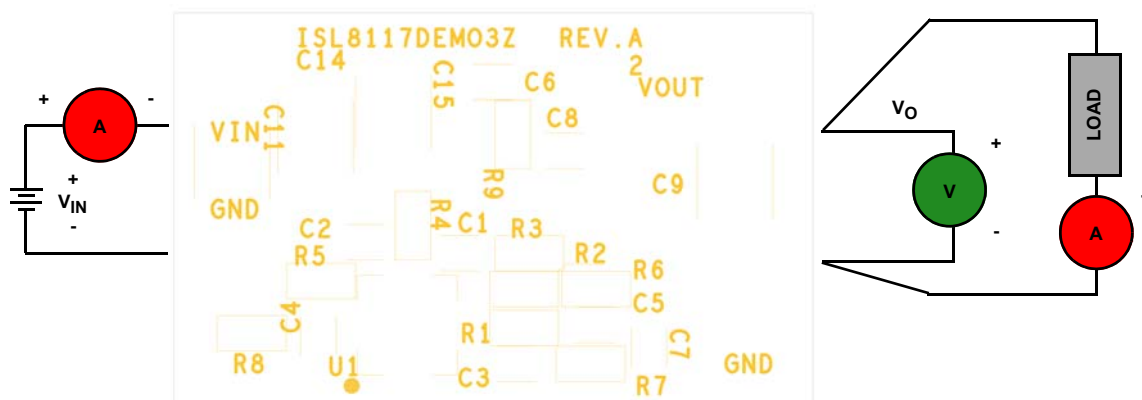 ISL8117DEMO3Z REV.A
2
C14
C15
C6
VOUT
C8
C11
VIN
+
A
-
+
VIN
-
GND
R9
C9
R4
C2
C1
R3
R5
R2
R6
C4
C5
R1
C7
R8
U1
C3
R7
GND
VO
+
V
-
LOAD
A